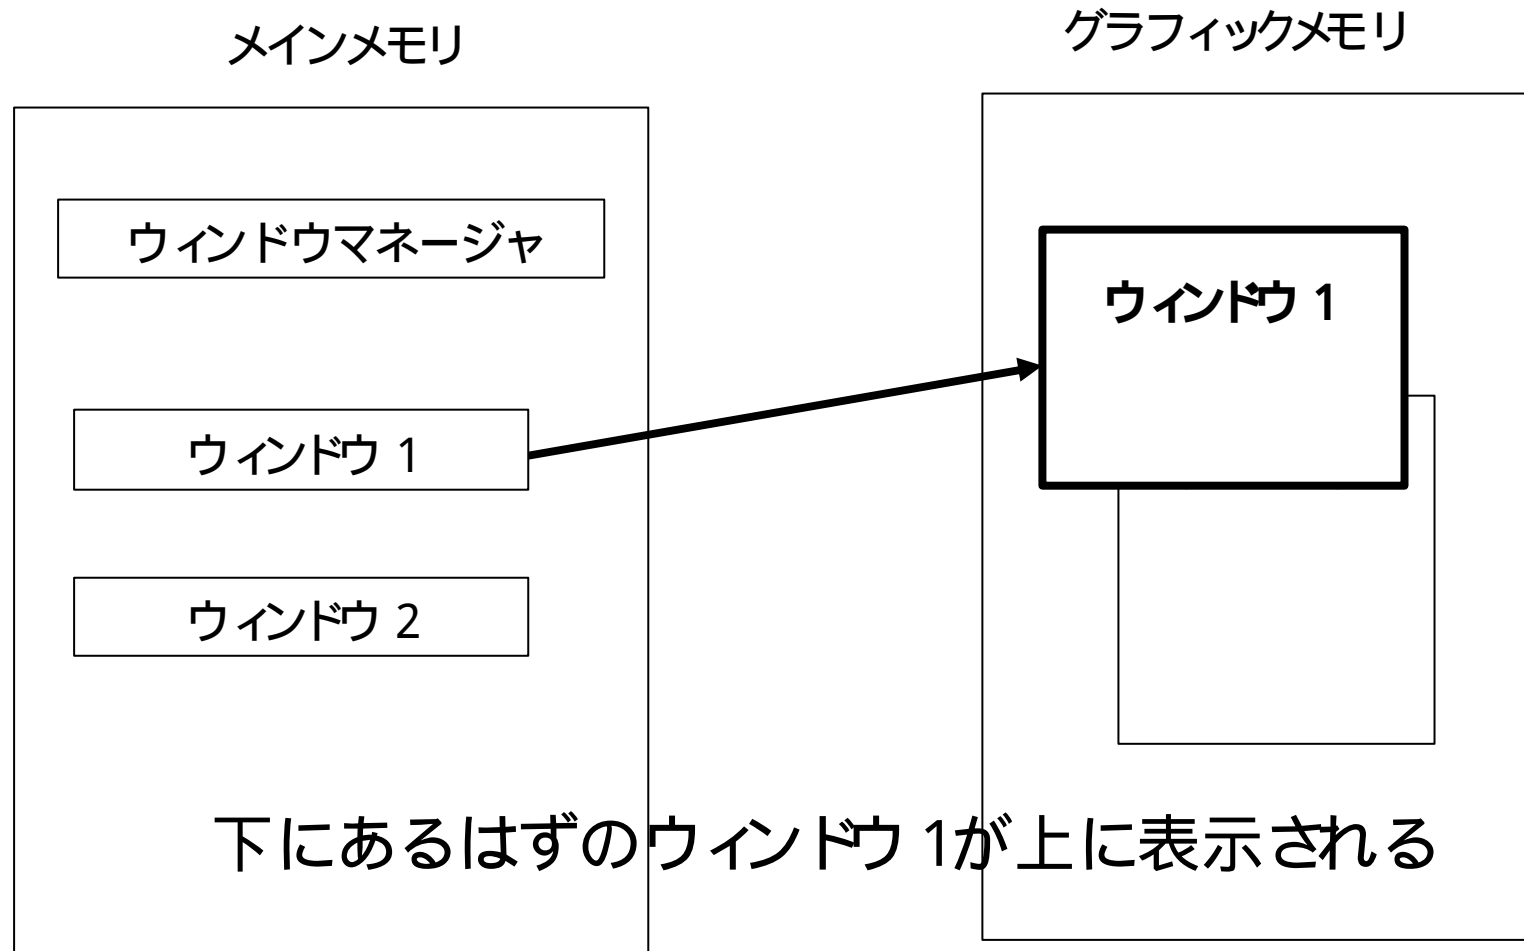 メインメモリ
グラフィックメモリ
ウィンドウマネージャ
ウィンドウ 1
ウィンドウ 1
ウィンドウ 2
下にあるはずのウィンドウ 1が上に表示される